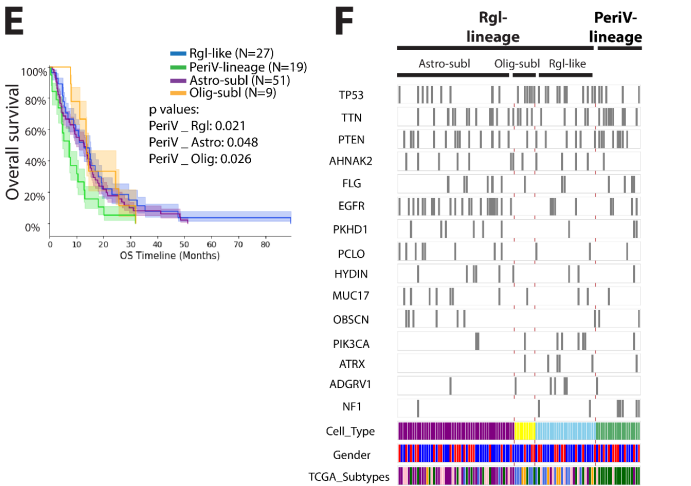 E
Rgl-like (N=27)
PeriV-lineage (N=19)
Astro-subl (N=51)
Olig-subl (N=9)
p values:
PeriV _ Rgl: 0.021
PeriV _ Astro: 0.048
PeriV _ Olig: 0.026
Overall survival
100%
80%
60%
40%
20%
0%
0 10 20 30 40 50 60 70 80
OS Timeline (Months)
F
Rgl-
lineage
PeriV-
lineage
Astro-subl Olig-subl Rgl-like
TP53
TTN
PTEN
AHNAK2
FLG
EGFR
PKHD1
PCLO
HYDIN
MUC17
OBSCN
PIK3CA
ATRX
ADGRV1
NF1
Cell_Type
Gender
TCGA_Subtypes